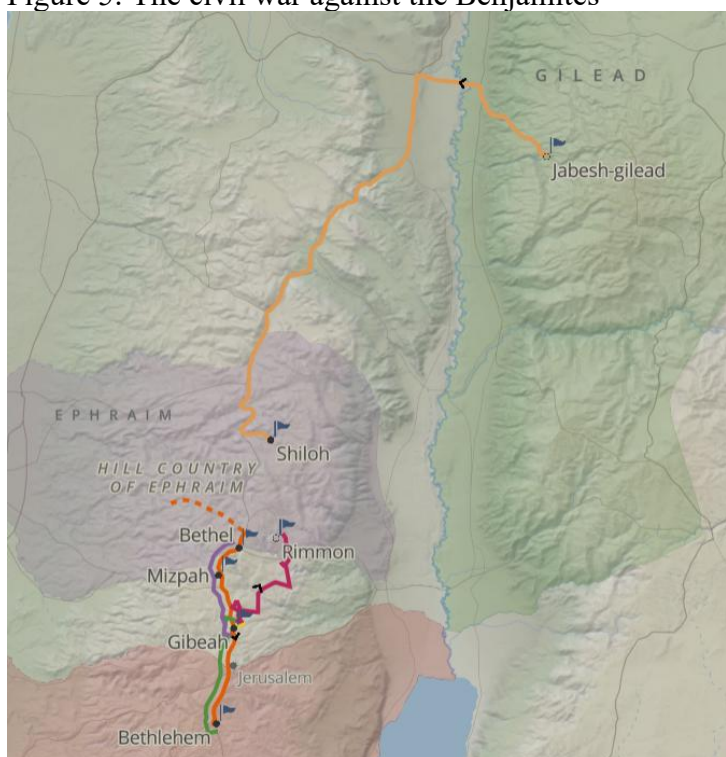 Figure 5: The civil war against the Benjamites
GILEAD
Jabesh-gilead
EPHRAIM
Shiloh
HILL COUNTRY
OF EPHRAIM
Bethel
Rimmon
Mizpah
Gibeah
Jerusalem
Bethlehem